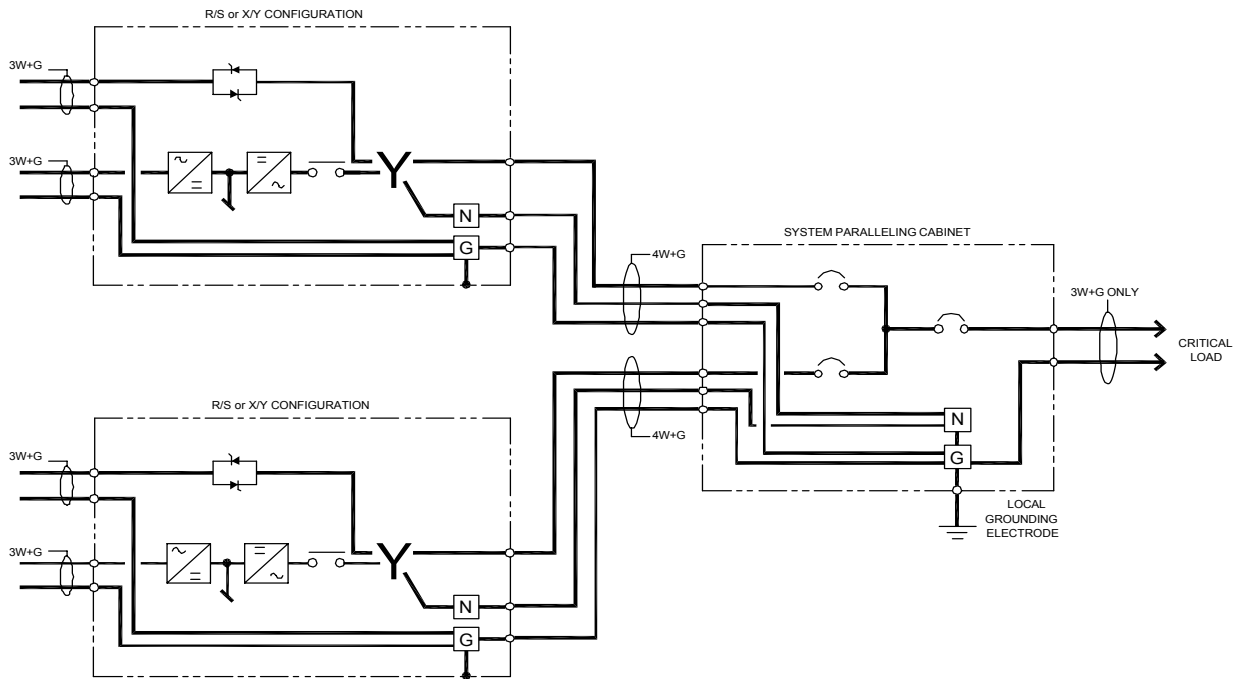 R/S or X/Y CONFIGURATION
3W+G
3W+G
Y
N
G
4W+G
SYSTEM PARALLELING CABINET
3W+G ONLY
CRITICAL
LOAD
R/S or X/Y CONFIGURATION
4W+G
N
G
3W+G
3W+G
Y
N
G
LOCAL
GROUNDING
ELECTRODE